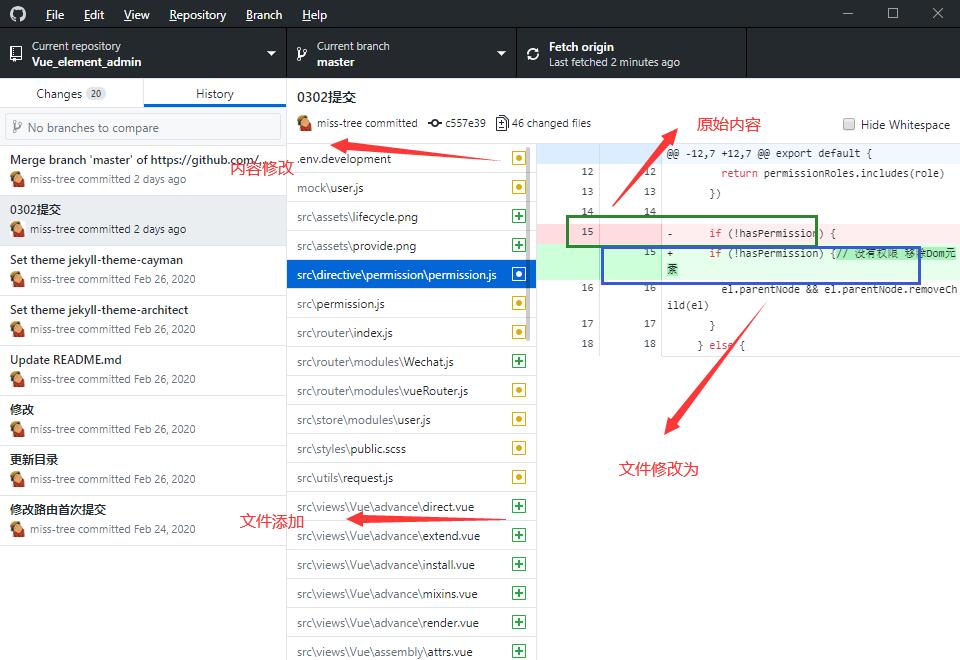 File Edit View Repository Branch Help
Current repository
Vue_element_admin
Current branch
master
Fetch origin
Last fetched 2 minutes ago
Changes 20
History
No branches to compare
Merge branch 'master' of https://github.com/...
miss-tree committed 2 days ago
0302提交
miss-tree committed 2 days ago
Set theme jekyll-theme-cayman
miss-tree committed Feb 26, 2020
Set theme jekyll-theme-architect
miss-tree committed Feb 26, 2020
Update README.md
miss-tree committed Feb 26, 2020
修改
miss-tree committed Feb 26, 2020
更新目录
miss-tree committed Feb 26, 2020
修改路由首次提交
miss-tree committed Feb 24, 2020
0302提交
miss-tree committed c557e39 46 changed files
Hide Whitespace
.env.development
mock\user.js
src\assets\lifecycle.png
src\assets\provide.png
src\directive\permission\permission.js
src\permission.js
src\router\index.js
src\router\modules\Wechat.js
src\router\modules\vueRouter.js
src\store\modules\user.js
src\styles\public.scss
src\utils\request.js
src\views\Vue\advance\direct.vue
src\views\Vue\advance\extend.vue
src\views\Vue\advance\install.vue
src\views\Vue\advance\mixins.vue
src\views\Vue\advance\render.vue
src\views\Vue\assembly\attrs.vue
内容修改
文件添加
原始内容
@@ -12,7 +12,7 @@ export default {
12 12 return permissionRoles.includes(role)
13 13 })
14 14
15 - if (!hasPermission) {
15 + if (!hasPermission) {// 没有权限 移除Dom元
素
16 16 el.parentNode && el.parentNode.removeCh
ild(el)
17 17 }
18 18 } else {
文件修改为